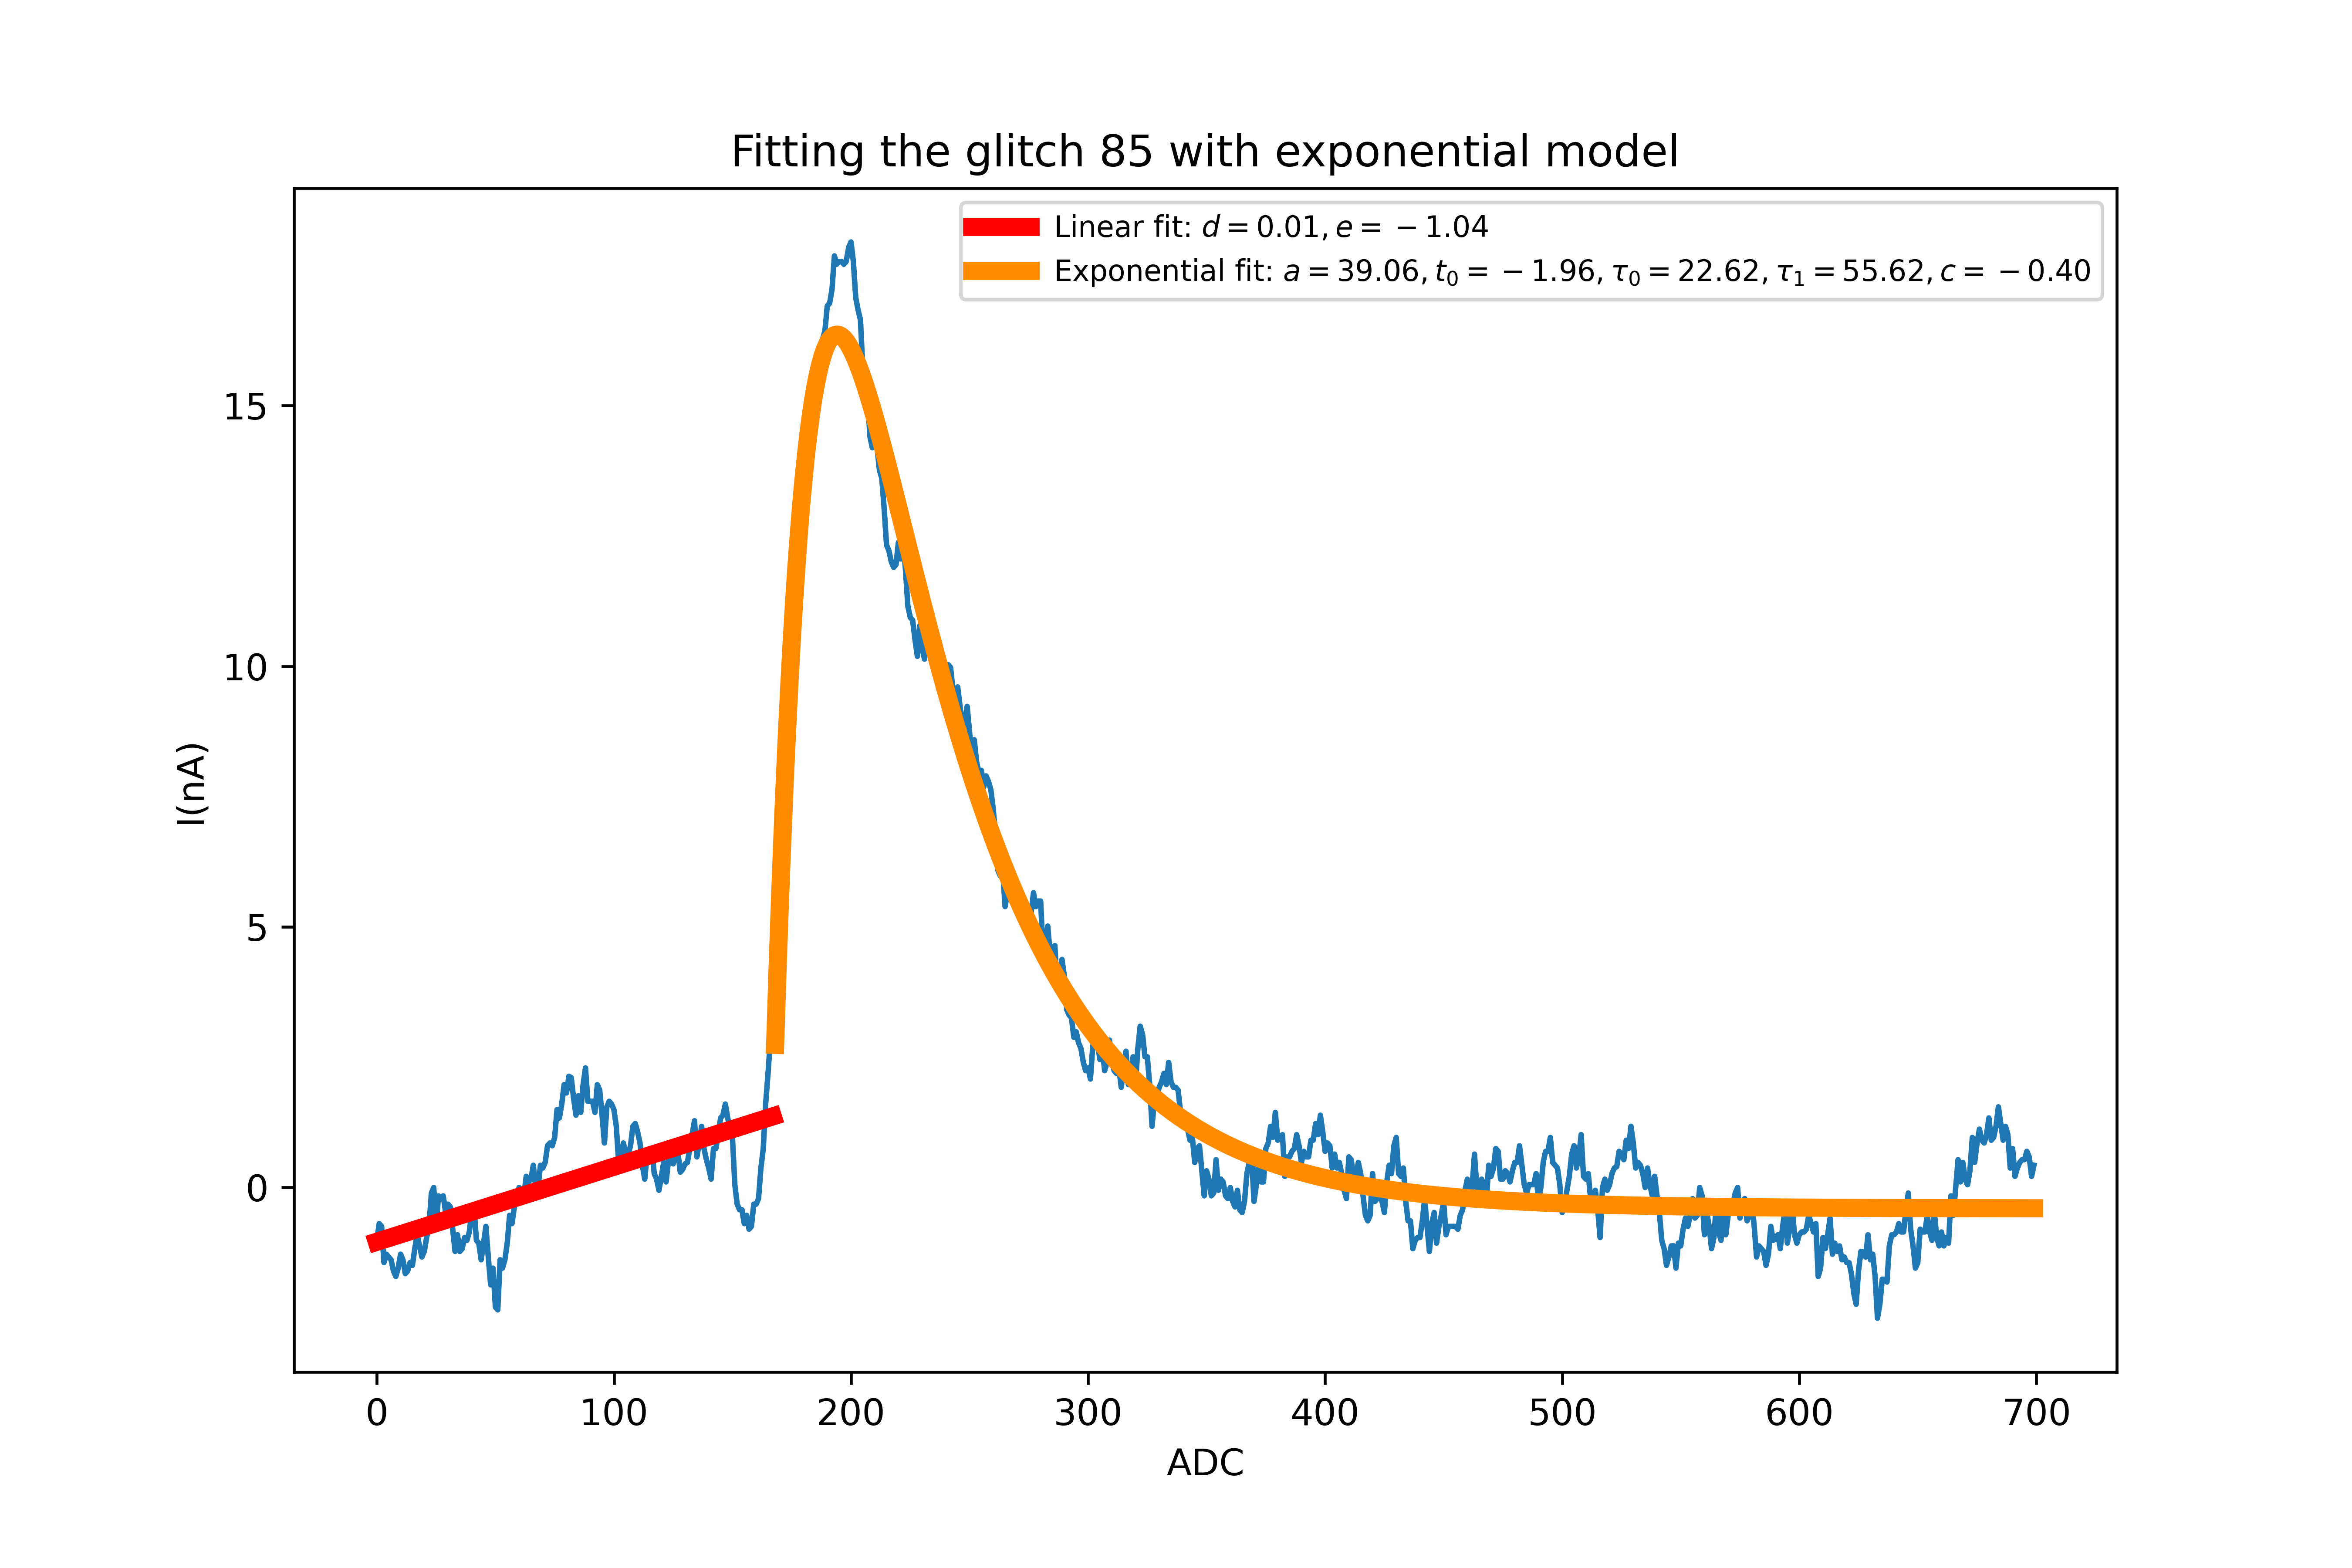 Fitting the glitch 85 with exponential model
Linear fit: d = 0.01, e = −1.04
Exponential fit: a = 39.06, t₀ = −1.96, τ₀ = 22.62, τ₁ = 55.62, c = −0.40
15
10
5
0
I(nA)
0 100 200 300 400 500 600 700
ADC